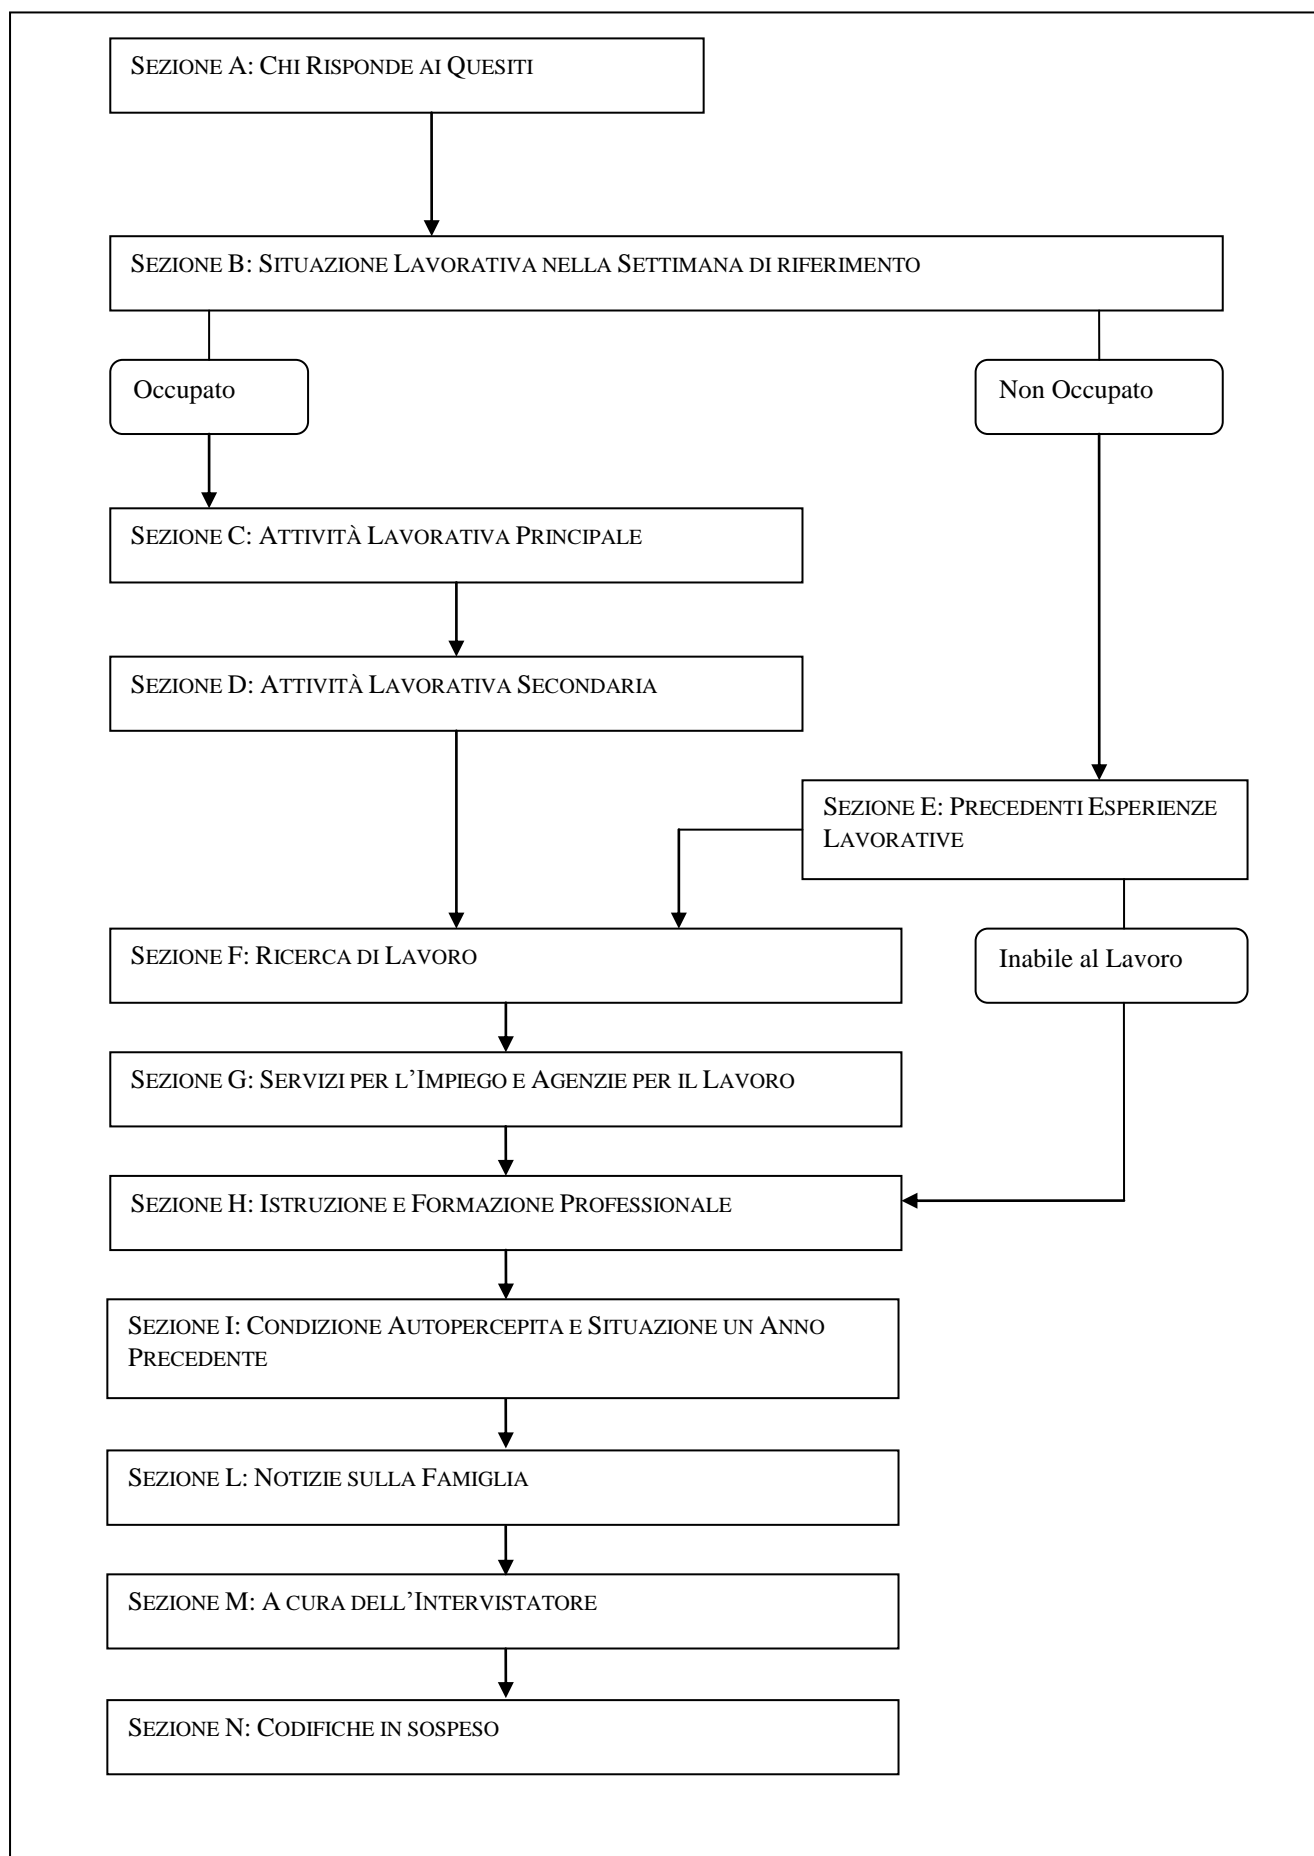 SEZIONE A: CHI RISPONDE AI QUESITI
SEZIONE B: SITUAZIONE LAVORATIVA NELLA SETTIMANA DI RIFERIMENTO
Occupato
Non Occupato
SEZIONE C: ATTIVITÀ LAVORATIVA PRINCIPALE
SEZIONE D: ATTIVITÀ LAVORATIVA SECONDARIA
SEZIONE E: PRECEDENTI ESPERIENZE
LAVORATIVE
SEZIONE F: RICERCA DI LAVORO
Inabile al Lavoro
SEZIONE G: SERVIZI PER L'IMPIEGO E AGENZIE PER IL LAVORO
SEZIONE H: ISTRUZIONE E FORMAZIONE PROFESSIONALE
SEZIONE I: CONDIZIONE AUTOPERCEPITA E SITUAZIONE UN ANNO
PRECEDENTE
SEZIONE L: NOTIZIE SULLA FAMIGLIA
SEZIONE M: A CURA DELL'INTERVISTATORE
SEZIONE N: CODIFICHE IN SOSPESO